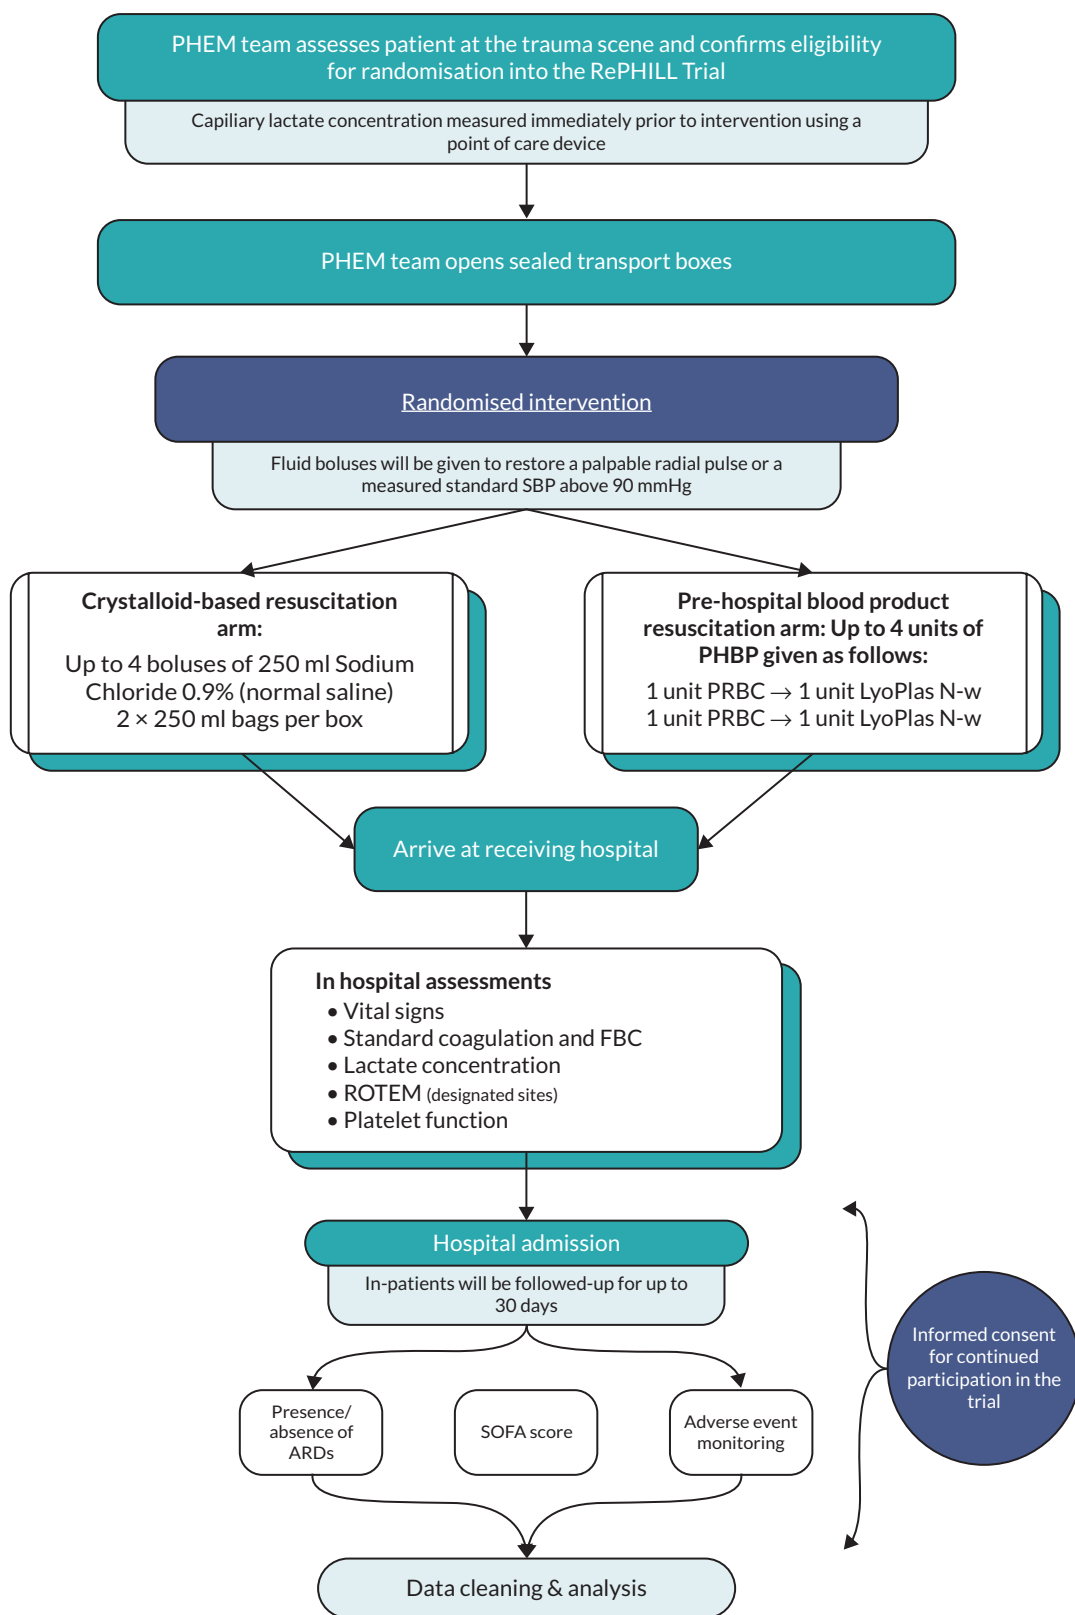 PHEM team assesses patient at the trauma scene and confirms eligibility
for randomisation into the RePHILL Trial
Capillary lactate concentration measured immediately prior to intervention using a
point of care device
PHEM team opens sealed transport boxes
Randomised intervention
Fluid boluses will be given to restore a palpable radial pulse or a
measured standard SBP above 90 mmHg
Crystalloid-based resuscitation
arm:
Up to 4 boluses of 250 ml Sodium
Chloride 0.9% (normal saline)
2 × 250 ml bags per box
Pre-hospital blood product
resuscitation arm: Up to 4 units of
PHBP given as follows:
1 unit PRBC → 1 unit LyoPlas N-w
1 unit PRBC → 1 unit LyoPlas N-w
Arrive at receiving hospital
In hospital assessments
• Vital signs
• Standard coagulation and FBC
• Lactate concentration
• ROTEM (designated sites)
• Platelet function
Hospital admission
In-patients will be followed-up for up to
30 days
Informed consent
for continued
participation in the
trial
Presence/
absence of
ARDs
SOFA score
Adverse event
monitoring
Data cleaning & analysis